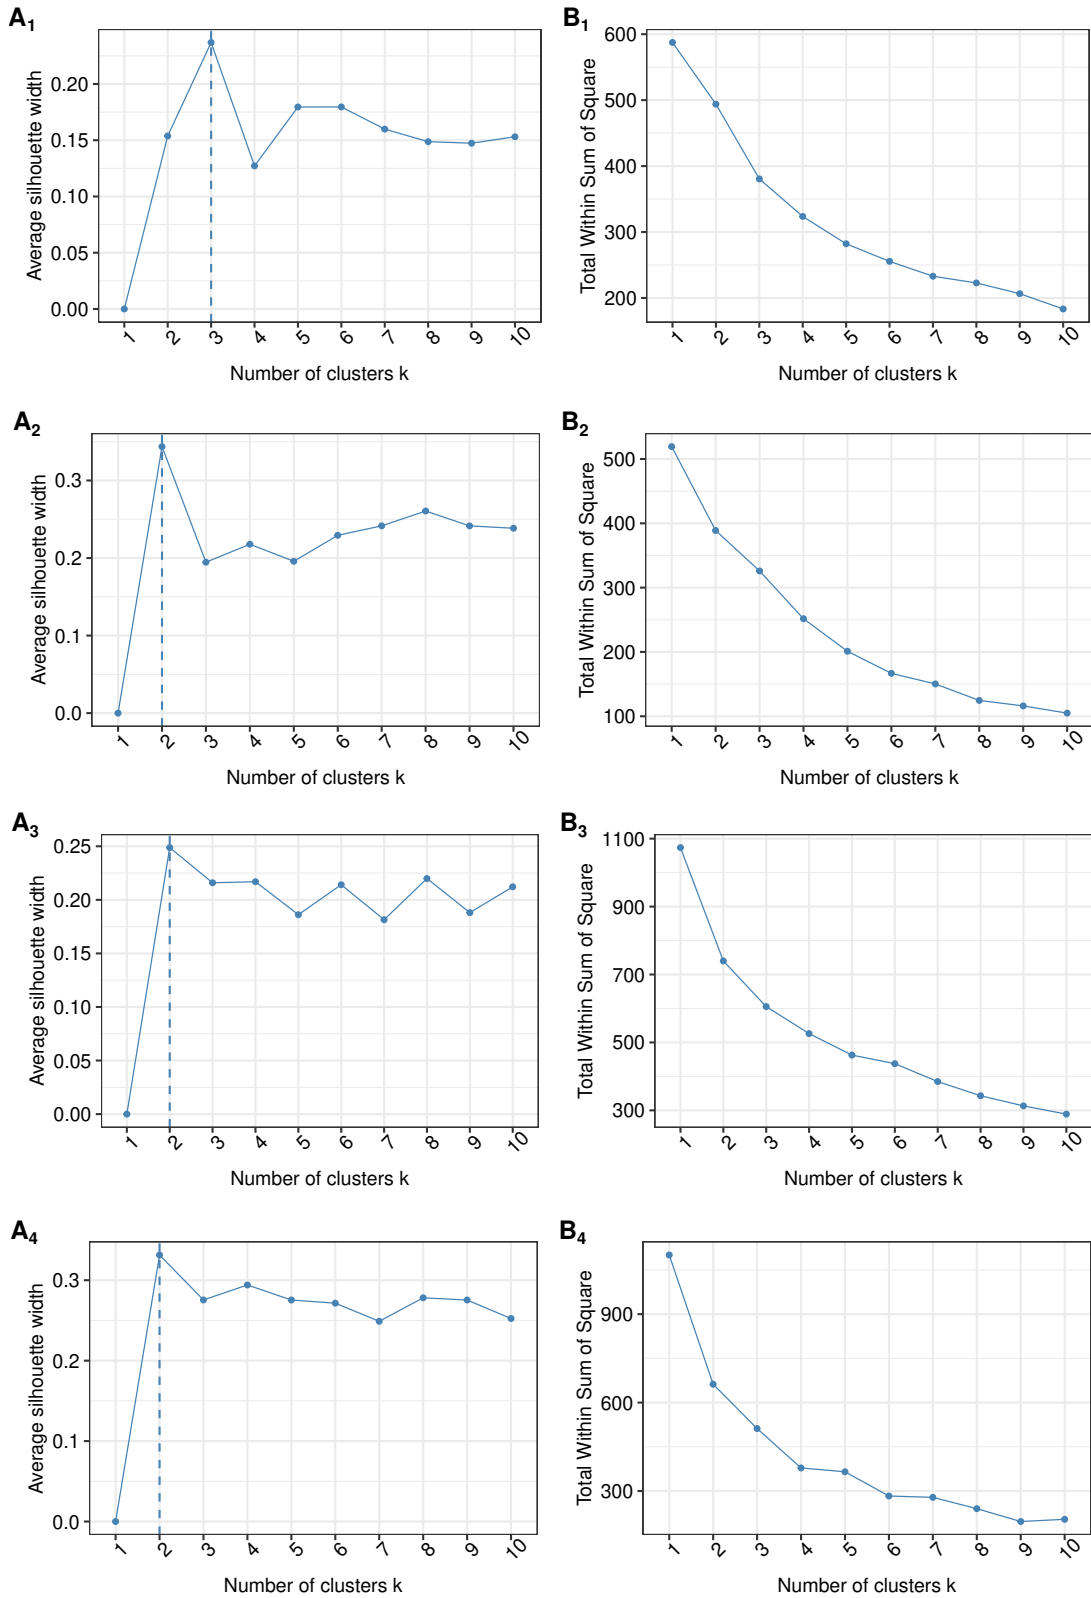 A1
B1
Average silhouette width
0.20
0.15
0.10
0.05
0.00
1 2 3 4 5 6 7 8 9 10
Number of clusters k
Total Within Sum of Square
600
500
400
300
200
1 2 3 4 5 6 7 8 9 10
Number of clusters k
A2
B2
Average silhouette width
0.3
0.2
0.1
0.0
1 2 3 4 5 6 7 8 9 10
Number of clusters k
Total Within Sum of Square
500
400
300
200
100
1 2 3 4 5 6 7 8 9 10
Number of clusters k
A3
B3
Average silhouette width
0.25
0.20
0.15
0.10
0.05
0.00
1 2 3 4 5 6 7 8 9 10
Number of clusters k
Total Within Sum of Square
1100
900
700
500
300
1 2 3 4 5 6 7 8 9 10
Number of clusters k
A4
B4
Average silhouette width
0.3
0.2
0.1
0.0
1 2 3 4 5 6 7 8 9 10
Number of clusters k
Total Within Sum of Square
900
600
300
1 2 3 4 5 6 7 8 9 10
Number of clusters k